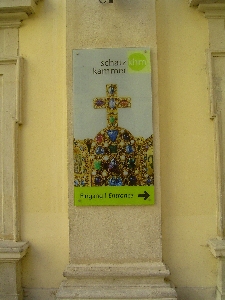 schatz
kammer
khm
Eingang | Entrance